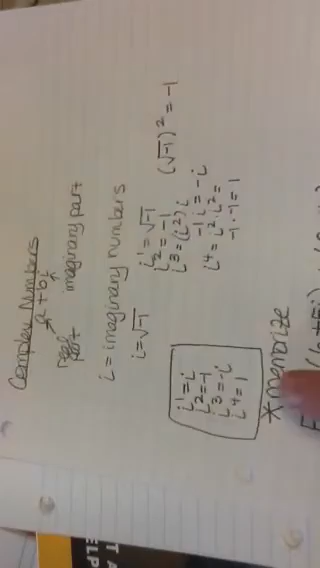 Complex Numbers
a + bi
real part
imaginary part
i = imaginary numbers
i = √-1
i¹ = √-1
(√-1)² = -1
i² = -1
i³ = (i²)i
-1 i = -i
i⁴ = i² · i² =
-1 · -1 = 1
i¹ = i
i² = -1
i³ = -i
i⁴ = 1
*memorize